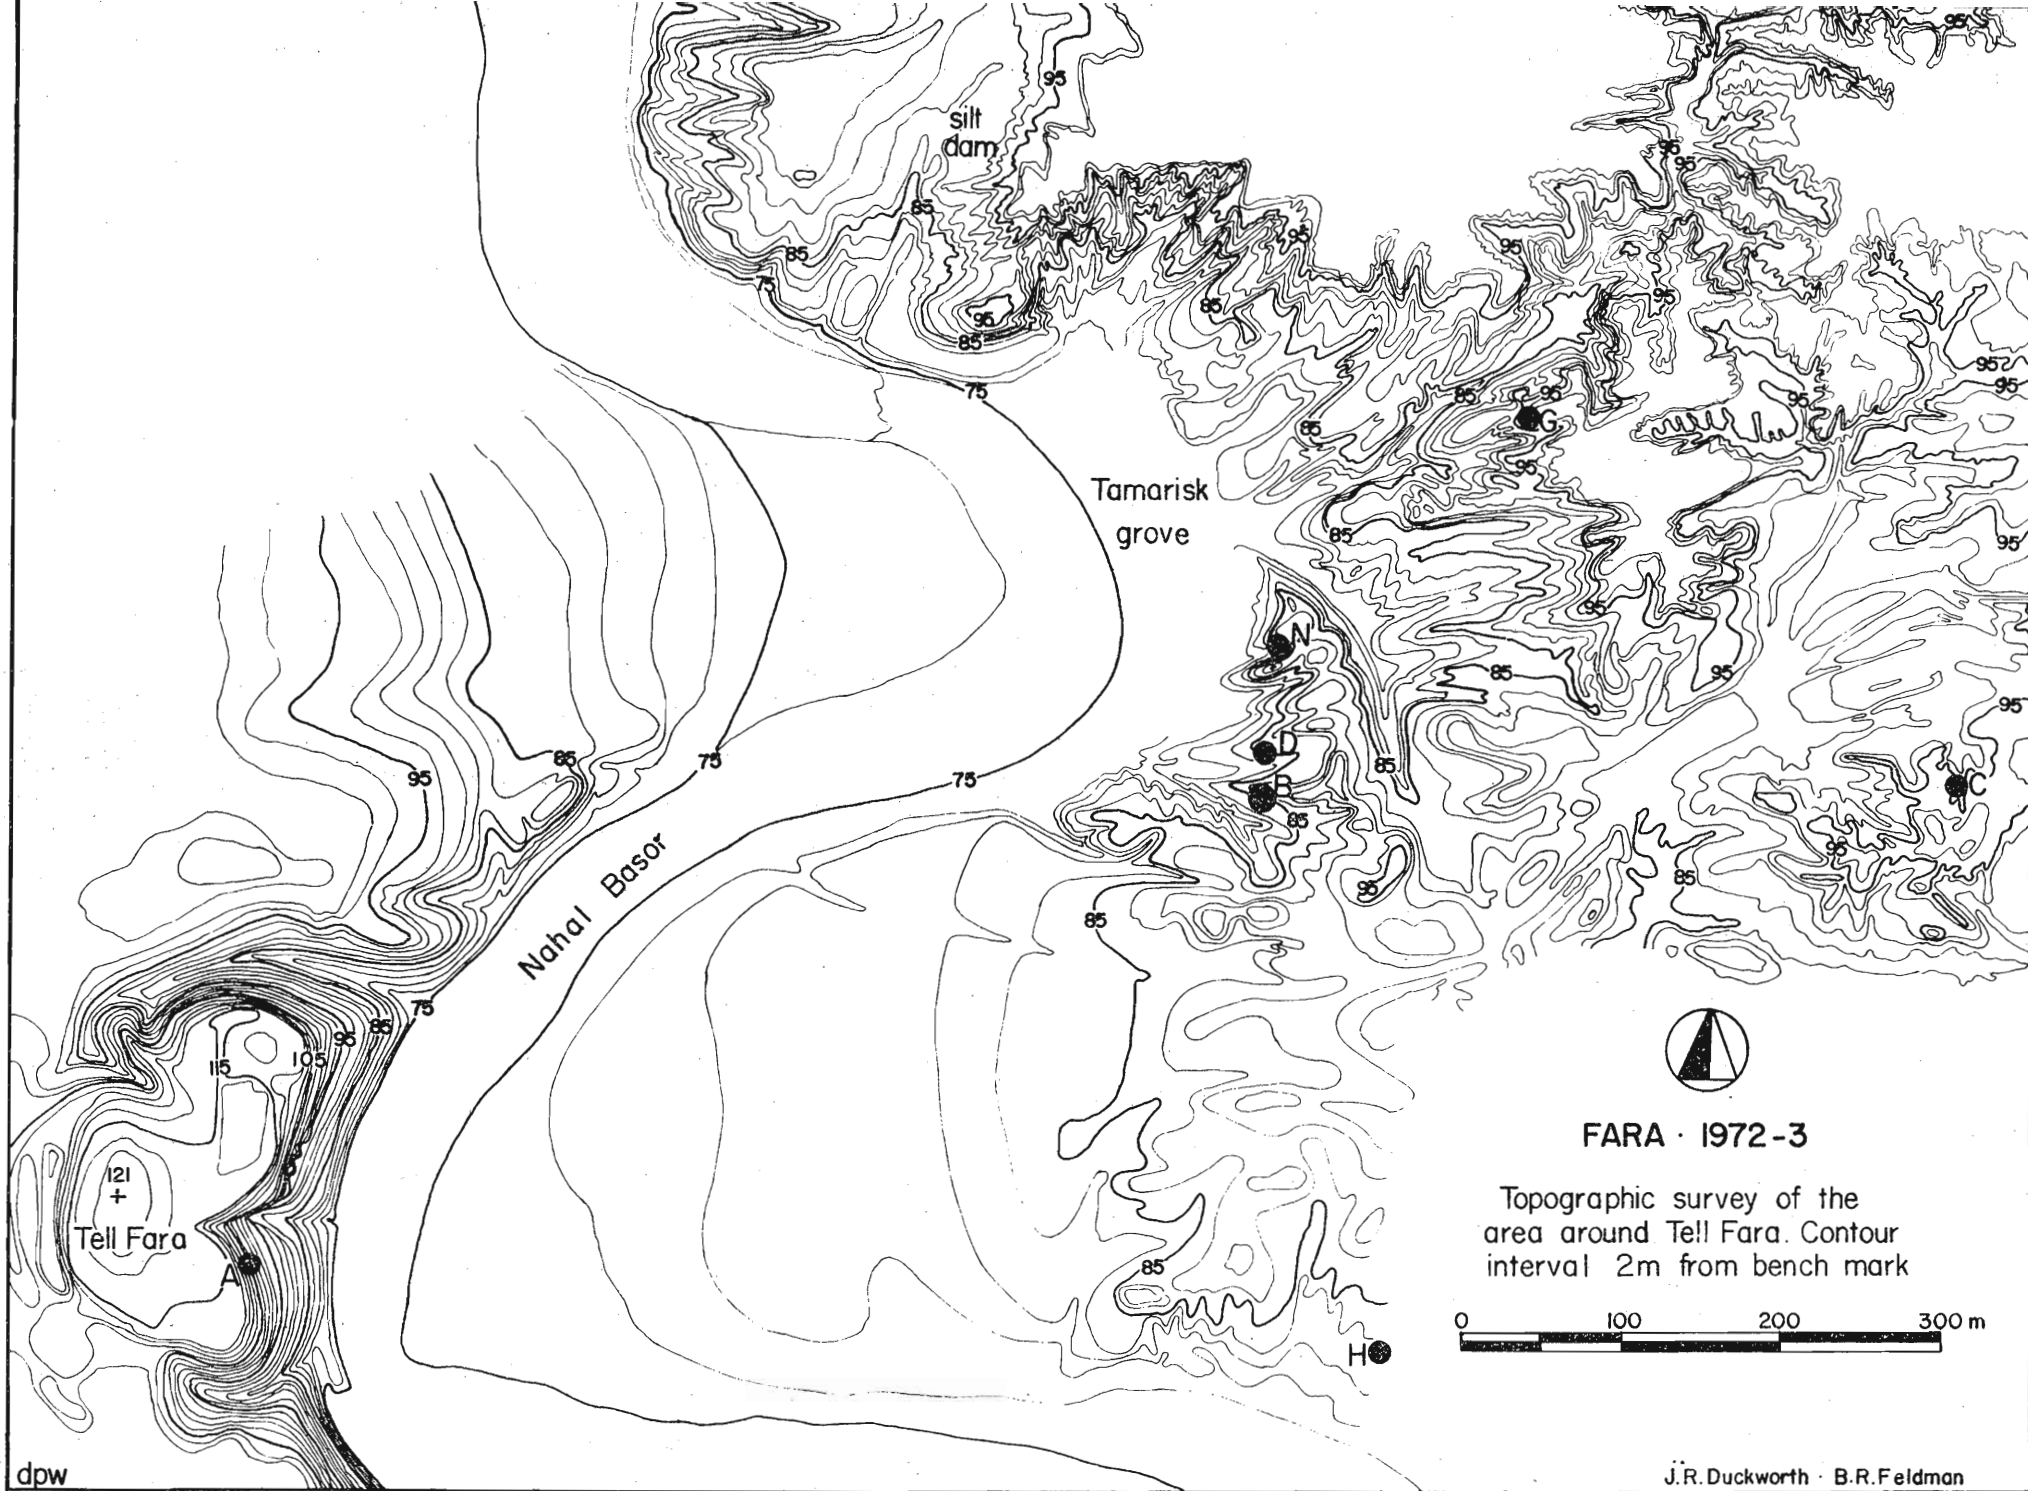 95
95
silt
dam
95
95
85
95
95
85
75
95
85
95
85
75
95
95
85
95
95
G
85
95
Tamarisk
grove
85
95
95
N
85
95
95
D
85
75
75
85
95
B
C
85
95
85
95
85
Nahal Basor
75
85
95
105
115
121
+
Tell Fara
A
85
H
FARA · 1972-3
Topographic survey of the
area around Tell Fara. Contour
interval 2m from bench mark
0 100 200 300 m
dpw
J.R.Duckworth · B.R.Feldman